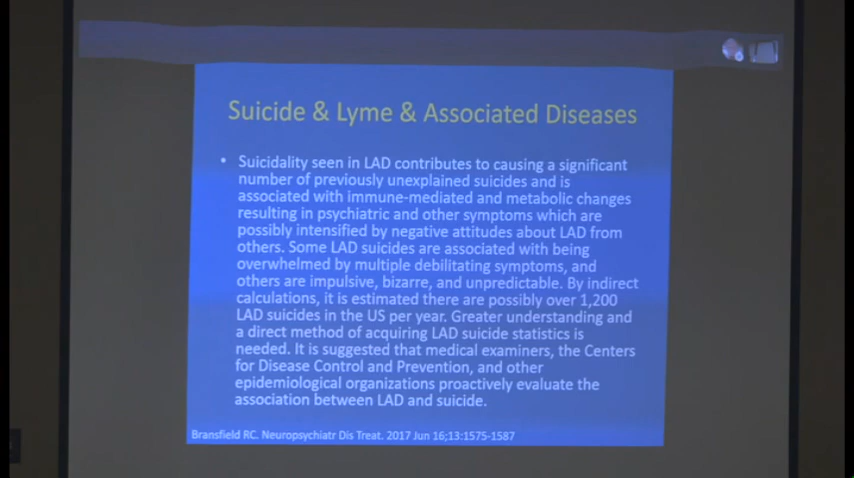 Suicide & Lyme & Associated Diseases
• Suicidality seen in LAD contributes to causing a significant
number of previously unexplained suicides and is
associated with immune-mediated and metabolic changes
resulting in psychiatric and other symptoms which are
possibly intensified by negative attitudes about LAD from
others. Some LAD suicides are associated with being
overwhelmed by multiple debilitating symptoms, and
others are impulsive, bizarre, and unpredictable. By indirect
calculations, it is estimated there are possibly over 1,200
LAD suicides in the US per year. Greater understanding and
a direct method of acquiring LAD suicide statistics is
needed. It is suggested that medical examiners, the Centers
for Disease Control and Prevention, and other
epidemiological organizations proactively evaluate the
association between LAD and suicide.
Bransfield RC. Neuropsychiatr Dis Treat. 2017 Jun 16;13:1575-1587